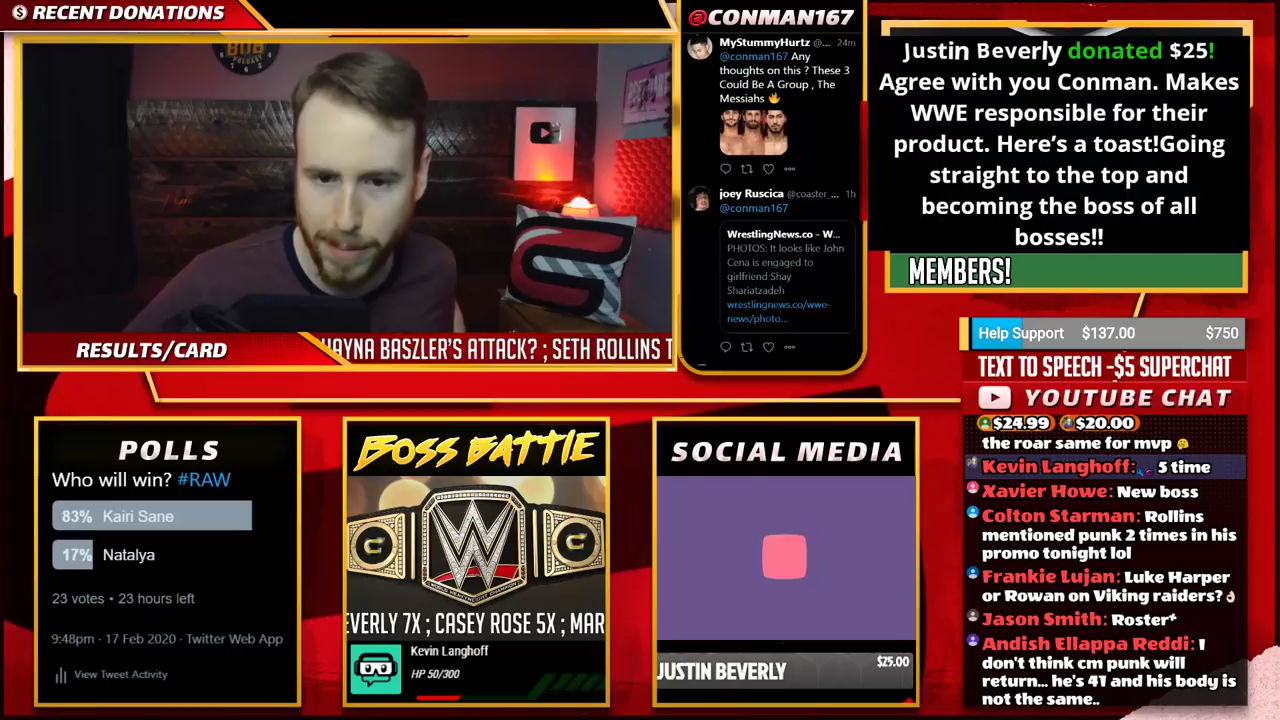 RECENT DONATIONS
@CONMAN167
MyStummyHurtz @... 24m
@conman167 Any
thoughts on this ? These 3
Could Be A Group , The
Messiahs 🔥
joey Ruscica @coaster_... 1h
@conman167
WrestlingNews.co - W...
PHOTOS: It looks like John
Cena is engaged to
girlfriend Shay
Shariatzadeh
wrestlingnews.co/wwe-
news/photo...
Justin Beverly donated $25!
Agree with you Conman. Makes
WWE responsible for their
product. Here's a toast!Going
straight to the top and
becoming the boss of all
bosses!!
MEMBERS!
RESULTS/CARD
HAYNA BASZLER'S ATTACK? ; SETH ROLLINS T
Help Support $137.00 $750
TEXT TO SPEECH -$5 SUPERCHAT
YOUTUBE CHAT
$24.99 $20.00
the roar same for mvp 🤔
Kevin Langhoff: 5 time
Xavier Howe: New boss
Colton Starman: Rollins
mentioned punk 2 times in his
promo tonight lol
Frankie Lujan: Luke Harper
or Rowan on Viking raiders?👌
Jason Smith: Roster*
Andish Ellappa Reddi: I
don't think cm punk will
return... he's 41 and his body is
not the same..
POLLS
Who will win? #RAW
83% Kairi Sane
17% Natalya
23 votes • 23 hours left
9:48pm · 17 Feb 2020 · Twitter Web App
View Tweet Activity
BOSS BATTLE
EVERLY 7X ; CASEY ROSE 5X ; MAR
Kevin Langhoff
HP 50/300
SOCIAL MEDIA
JUSTIN BEVERLY $25.00